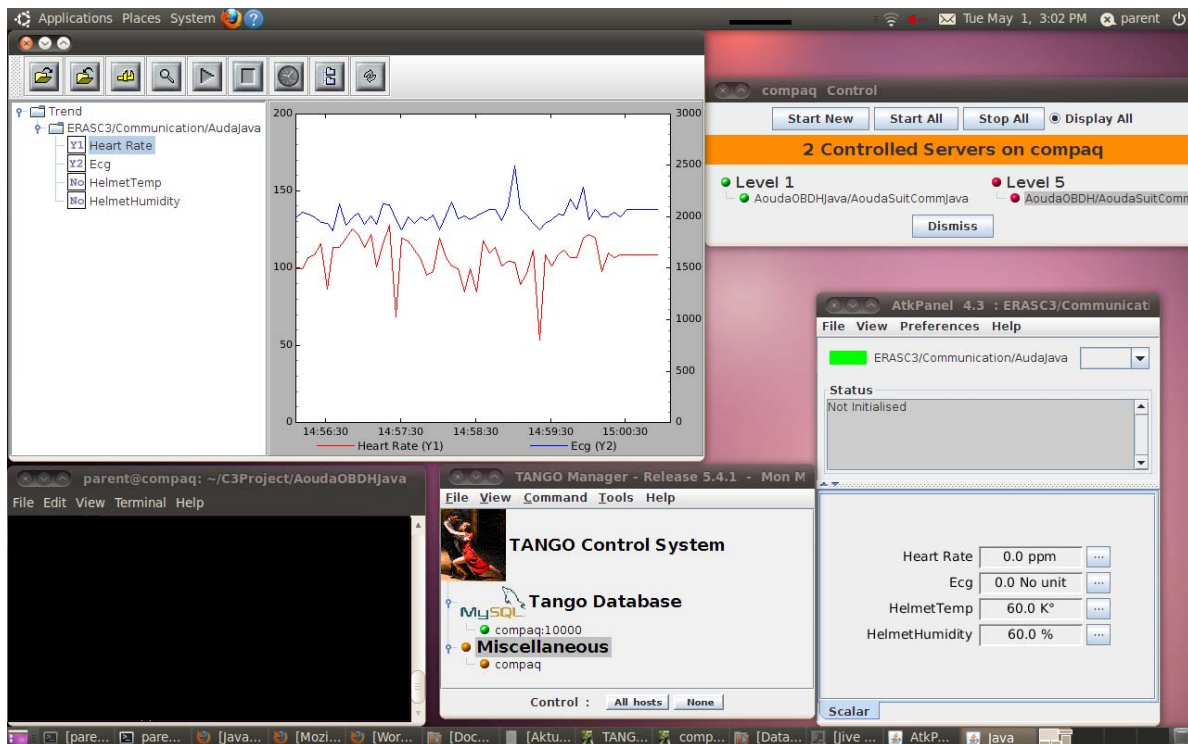 Applications Places System
Tue May 1, 3:02 PM parent
Trend
ERASC3/Communication/AudaJava
Y1 Heart Rate
Y2 Ecg
No HelmetTemp
No HelmetHumidity
200
150
100
50
0
3000
2500
2000
1500
1000
500
0
14:56:30 14:57:30 14:58:30 14:59:30 15:00:30
Heart Rate (Y1) Ecg (Y2)
compaq Control
Start New Start All Stop All Display All
2 Controlled Servers on compaq
Level 1 Level 5
AoudaOBDHJava/AoudaSuitCommJava AoudaOBDH/AoudaSuitComm
Dismiss
AtkPanel 4.3 : ERASC3/Communicati
File View Preferences Help
ERASC3/Communication/AudaJava
Status
Not Initialised
Heart Rate 0.0 ppm ...
Ecg 0.0 No unit ...
HelmetTemp 60.0 K° ...
HelmetHumidity 60.0 % ...
Scalar
parent@compaq: ~/C3Project/AoudaOBDHJava
File Edit View Terminal Help
TANGO Manager - Release 5.4.1 - Mon M
File View Command Tools Help
TANGO Control System
MySQL Tango Database
compaq:10000
Miscellaneous
compaq
Control : All hosts None
[pare... pare... [Java... [Mozi... [Wor... [Doc... [Aktu... TANG... comp... [Data... [Jive ... AtkP... Java